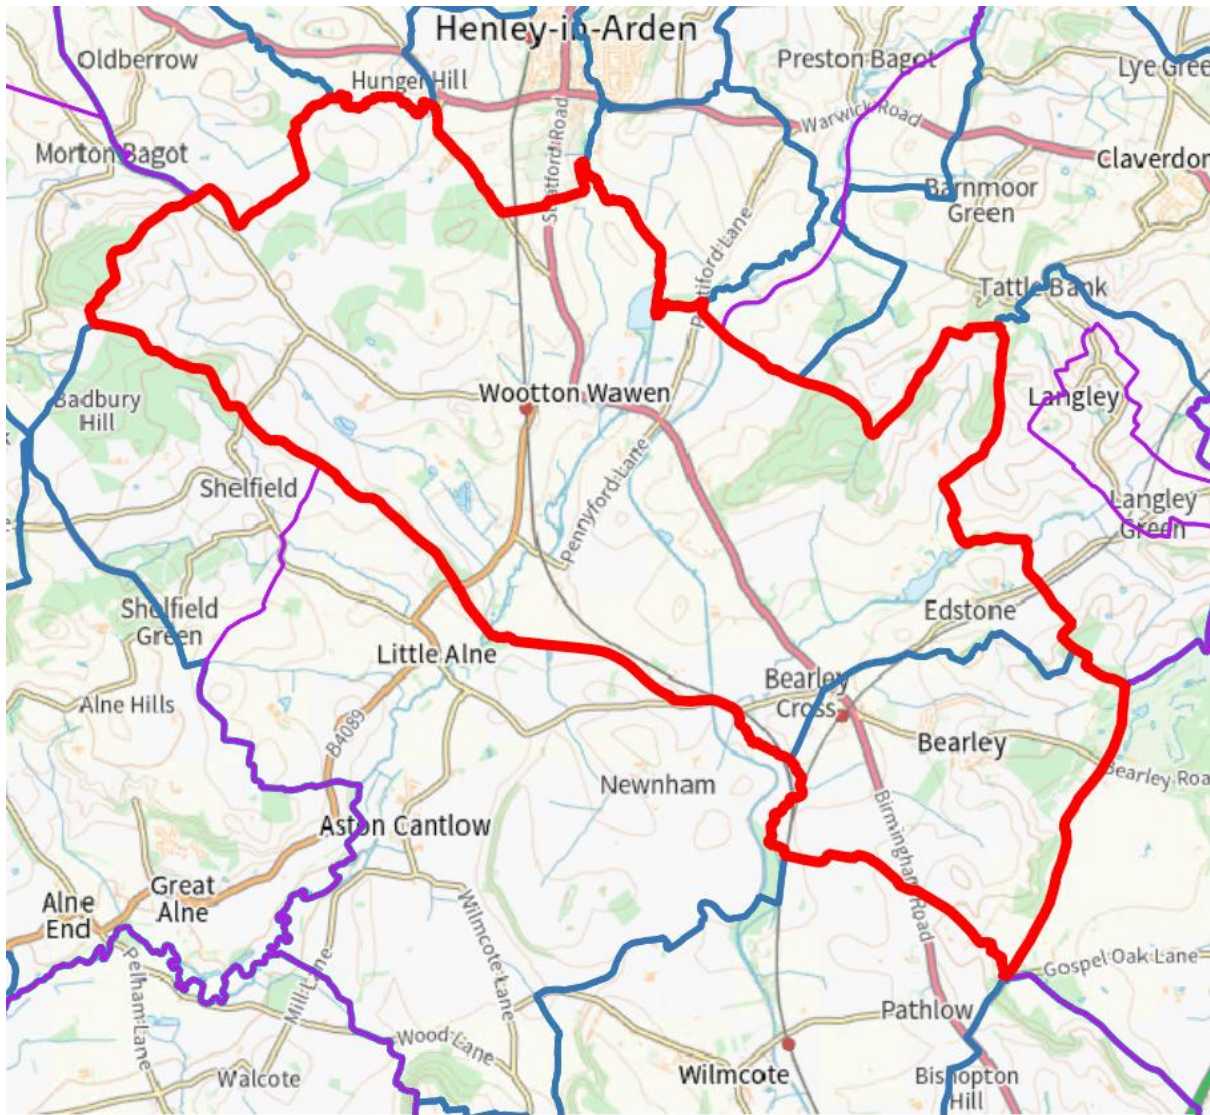 Henley-in-Arden
Oldberrow
Hunger Hill
Preston Bagot
Lye Gree
Warwick Road
Stratford Road
Morton Bagot
Claverdon
Barnmoor
Green
Tattle Bank
Wootton Wawen
Langley
Badbury
Hill
Pennyford Lane
Shelfield
Langley
Green
Shelfield
Green
Edstone
Little Alne
Bearley
Cross
Alne Hills
B4089
Bearley
Bearley Roa
Newnham
Birmingham Road
Aston Cantlow
Great
Alne
Alne
End
Wilmcote Lane
Gospel Oak Lane
Pelham Lane
Mill Lane
Pathlow
Wood Lane
Walcote
Wilmcote
Bishopton
Hill